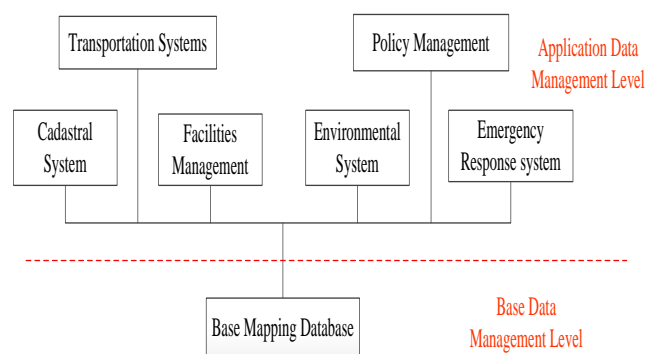 Transportation Systems
Policy Management
Application Data
Management Level
Cadastral
System
Facilities
Management
Environmental
System
Emergency
Response system
Base Mapping Database
Base Data
Management Level